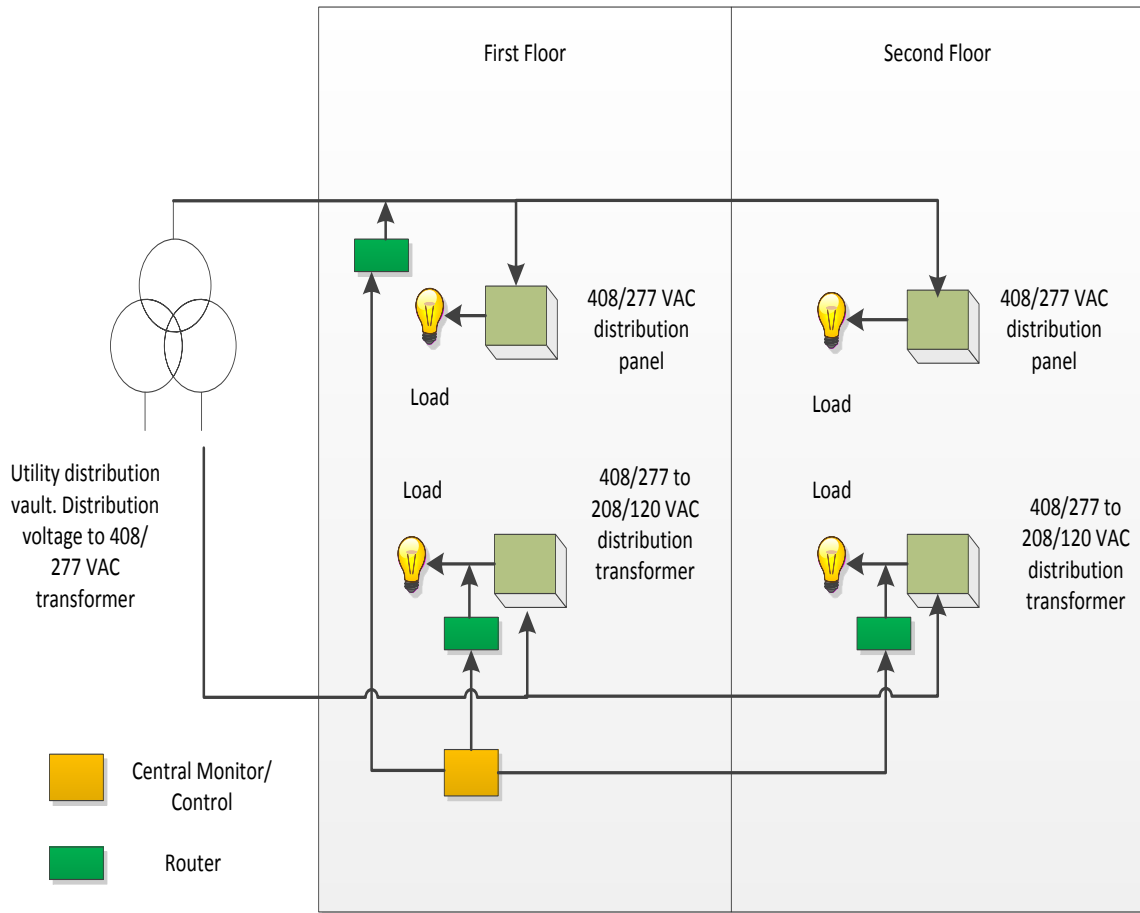 First Floor
Second Floor
408/277 VAC
distribution
panel
408/277 VAC
distribution
panel
Load
Load
Utility distribution
vault. Distribution
voltage to 408/
277 VAC
transformer
Load
408/277 to
208/120 VAC
distribution
transformer
Load
408/277 to
208/120 VAC
distribution
transformer
Central Monitor/
Control
Router